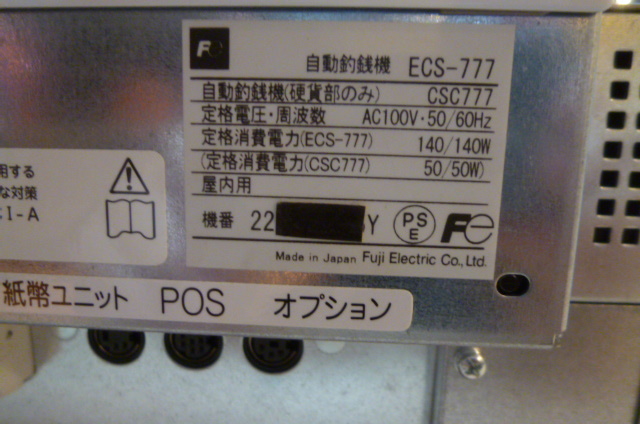 Fe
自動釣銭機 ECS-777
自動釣銭機(硬貨部のみ) CSC777
定格電圧・周波数 AC100V・50/60Hz
定格消費電力(ECS-777) 140/140W
(定格消費電力(CSC777) 50/50W)
屋内用
機番 22 Y PSE Fe
Made in Japan Fuji Electric Co., Ltd.
用する
な対策
I-A
紙幣ユニット POS オプション